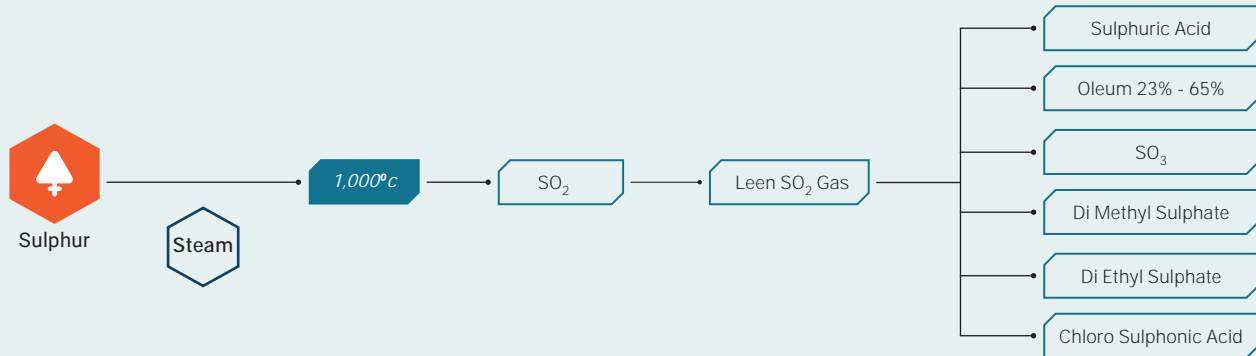 Sulphur
Steam
1,000⁰c
SO₂
Leen SO₂ Gas
Sulphuric Acid
Oleum 23% - 65%
SO₃
Di Methyl Sulphate
Di Ethyl Sulphate
Chloro Sulphonic Acid